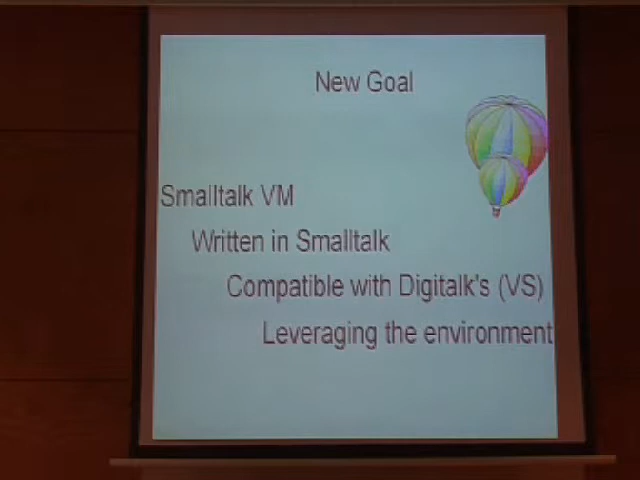 New Goal
Smalltalk VM
Written in Smalltalk
Compatible with Digitalk's (VS)
Leveraging the environment